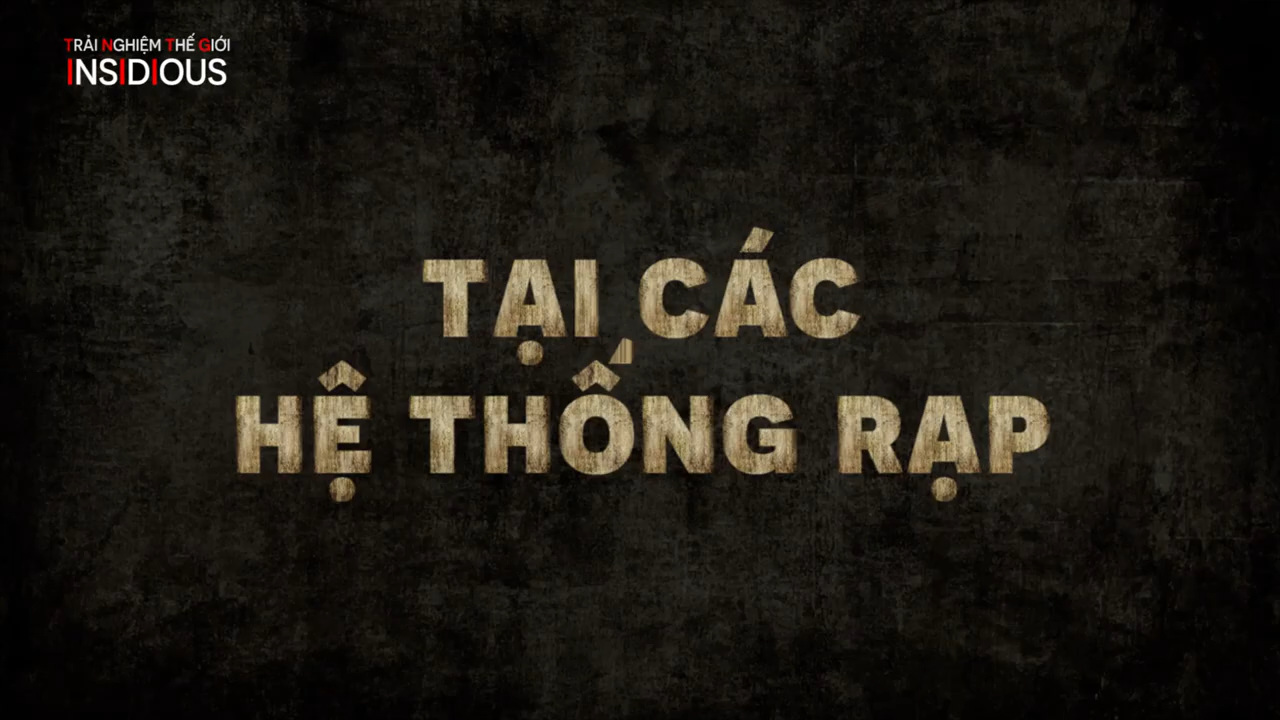 TRẢI NGHIỆM THẾ GIỚI
INSIDIOUS
TẠI CÁC
HỆ THỐNG RẠP